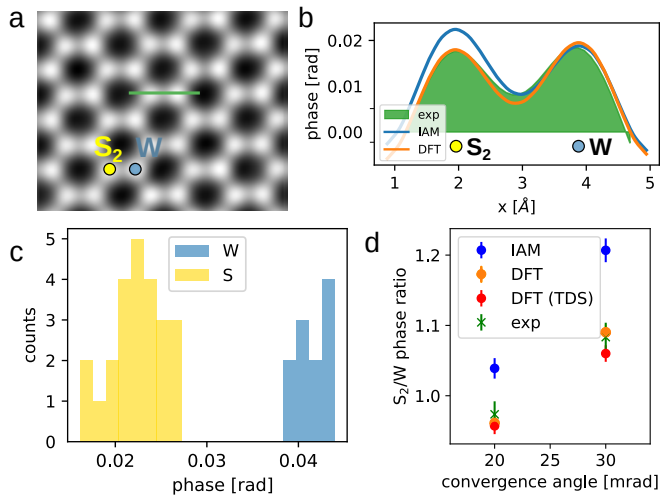 a
S₂ W
b
phase [rad]
0.02
0.01
0.00
exp
IAM
DFT
S₂
W
1 2 3 4 5
x [Å]
c
counts
5
4
3
2
1
0
W
S
0.02 0.03 0.04
phase [rad]
d
S₂/W phase ratio
1.2
1.1
1.0
IAM
DFT
DFT (TDS)
exp
20 25 30
convergence angle [mrad]